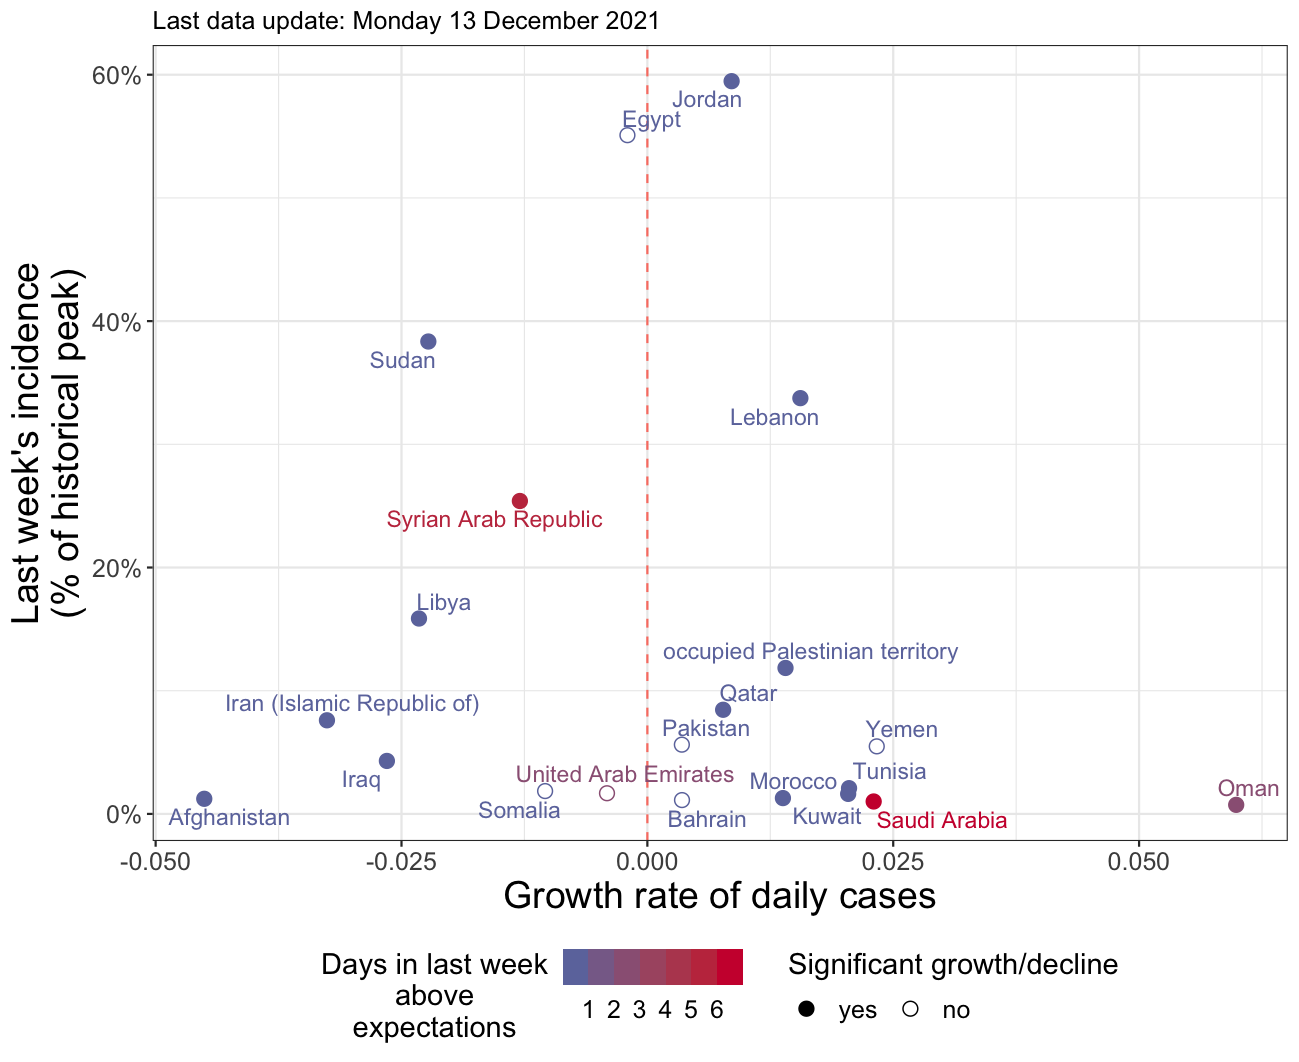 Last data update: Monday 13 December 2021
60%
Jordan
Egypt
40%
Sudan
Lebanon
Syrian Arab Republic
20%
Libya
occupied Palestinian territory
Qatar
Iran (Islamic Republic of)
Pakistan
Yemen
Iraq
United Arab Emirates
Morocco
Tunisia
Oman
0%
Afghanistan
Somalia
Bahrain
Kuwait
Saudi Arabia
Last week's incidence
(% of historical peak)
-0.050
-0.025
0.000
0.025
0.050
Growth rate of daily cases
Days in last week
above
expectations
1 2 3 4 5 6
Significant growth/decline
yes
no